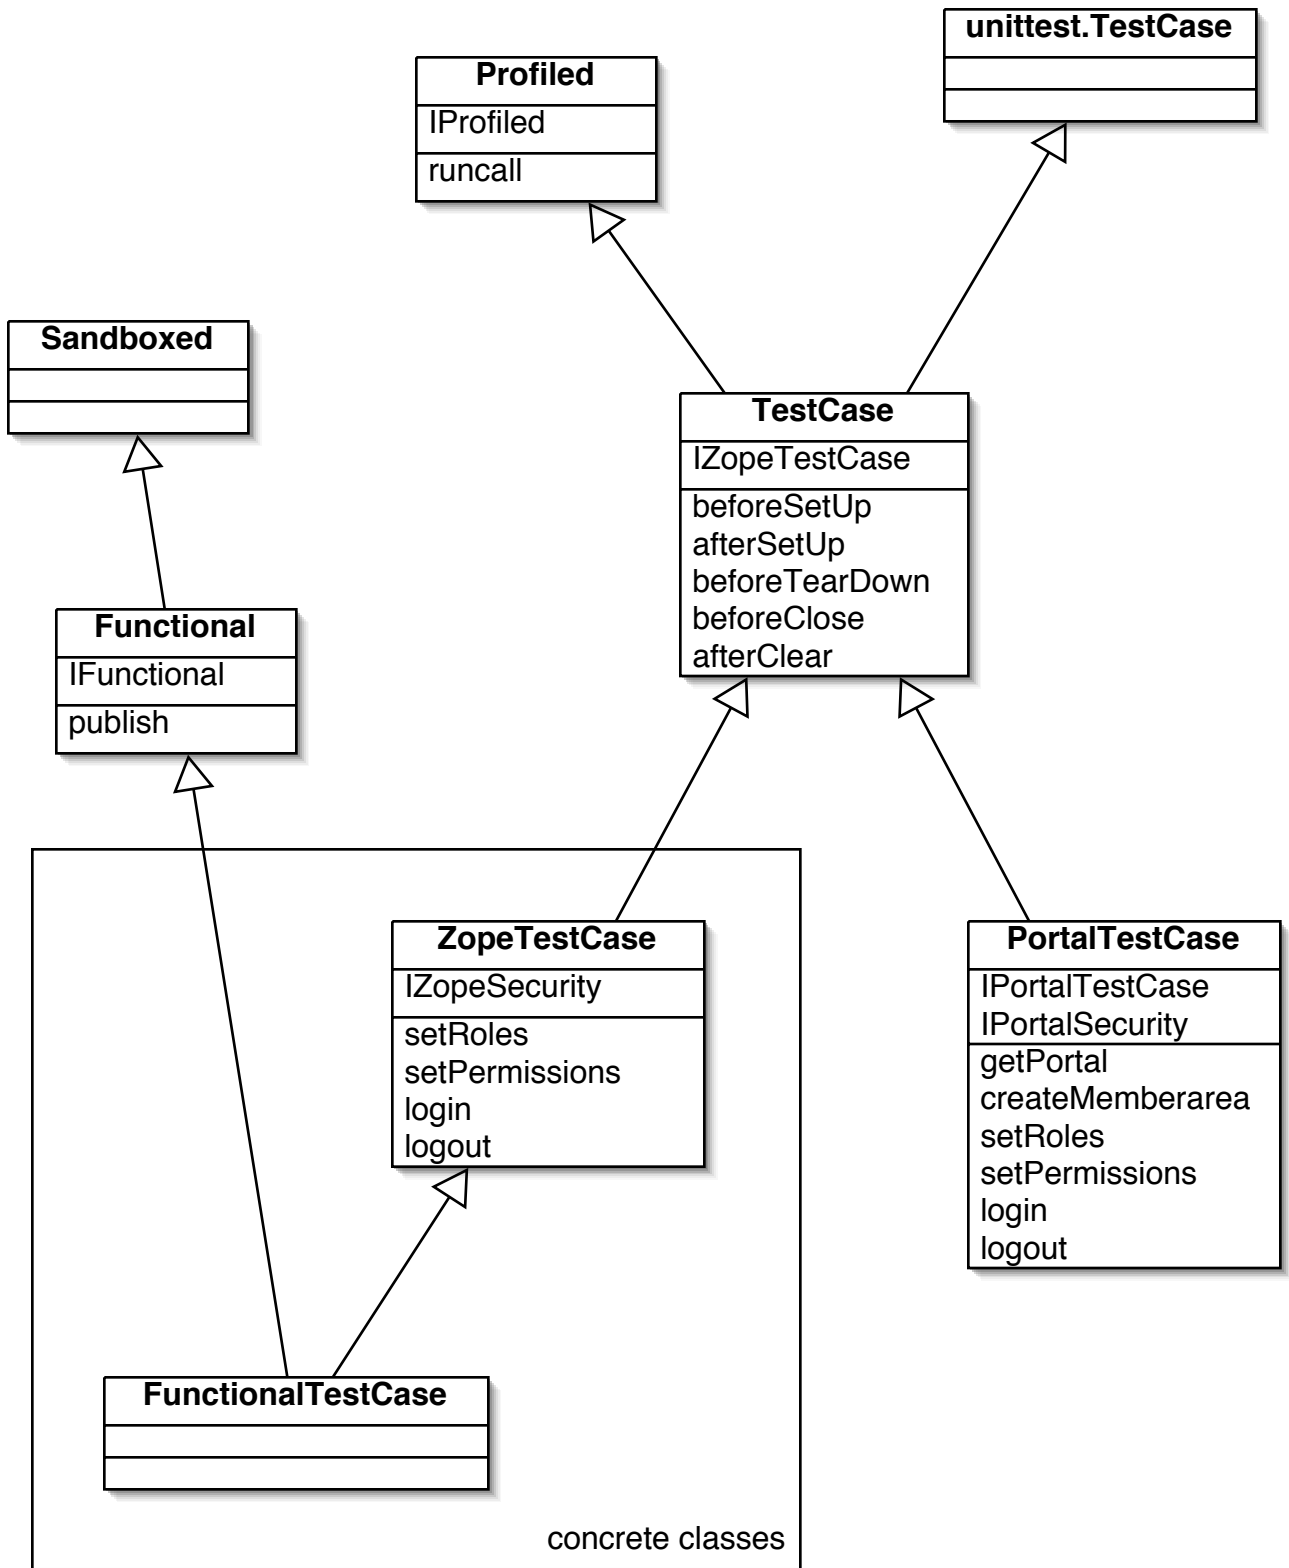 unittest.TestCase
Profiled
IProfiled
runcall
Sandboxed
TestCase
IZopeTestCase
beforeSetUp
afterSetUp
beforeTearDown
beforeClose
afterClear
Functional
IFunctional
publish
ZopeTestCase
IZopeSecurity
setRoles
setPermissions
login
logout
PortalTestCase
IPortalTestCase
IPortalSecurity
getPortal
createMemberarea
setRoles
setPermissions
login
logout
FunctionalTestCase
concrete classes